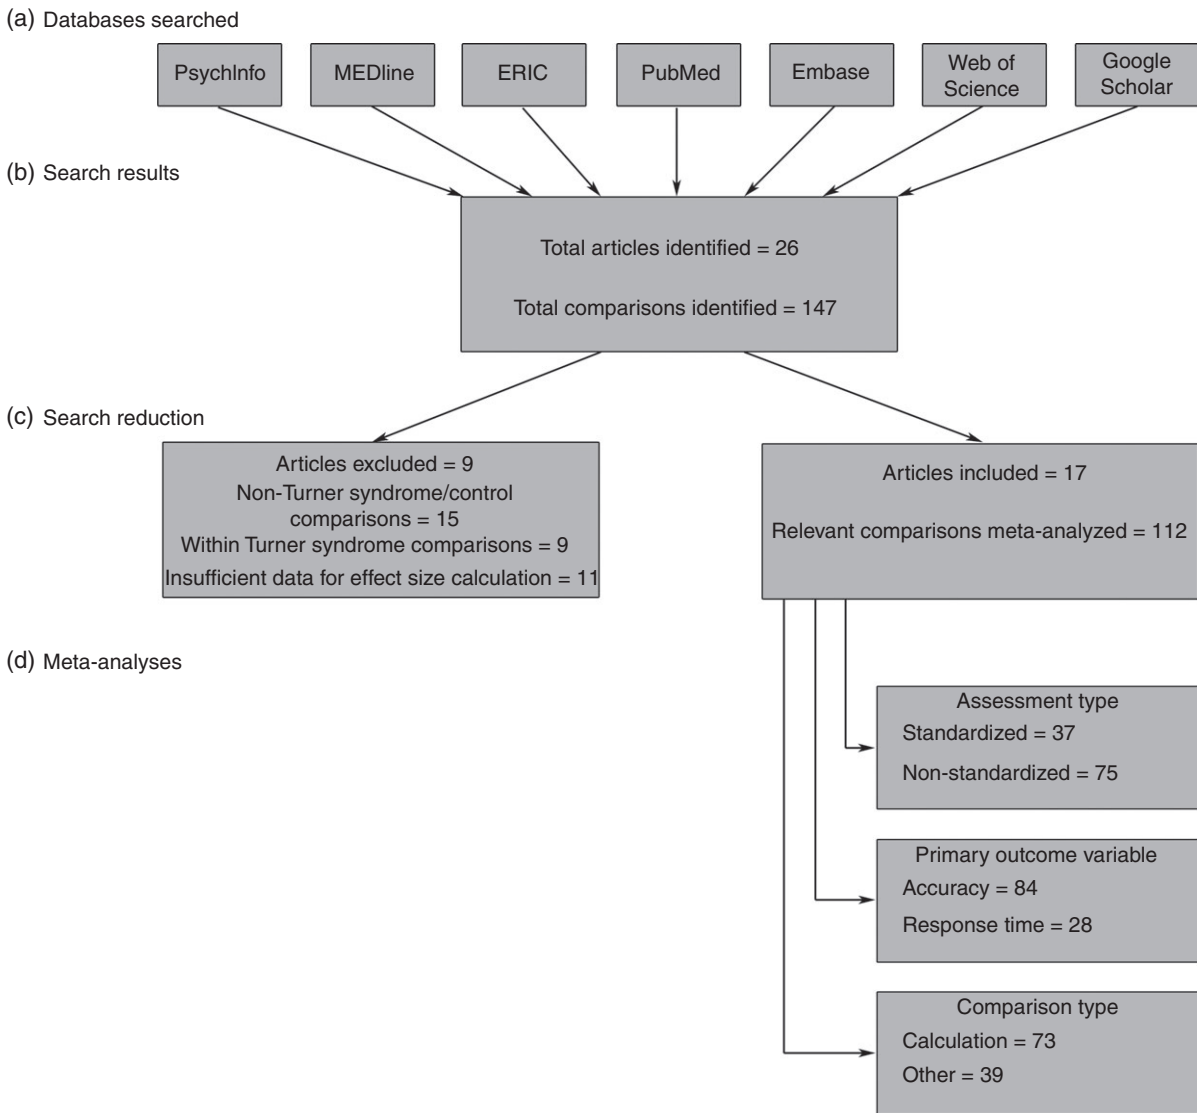 (a) Databases searched
PsychInfo
MEDline
ERIC
PubMed
Embase
Web of
Science
Google
Scholar
(b) Search results
Total articles identified = 26
Total comparisons identified = 147
(c) Search reduction
Articles excluded = 9
Non-Turner syndrome/control
comparisons = 15
Within Turner syndrome comparisons = 9
Insufficient data for effect size calculation = 11
Articles included = 17
Relevant comparisons meta-analyzed = 112
(d) Meta-analyses
Assessment type
Standardized = 37
Non-standardized = 75
Primary outcome variable
Accuracy = 84
Response time = 28
Comparison type
Calculation = 73
Other = 39